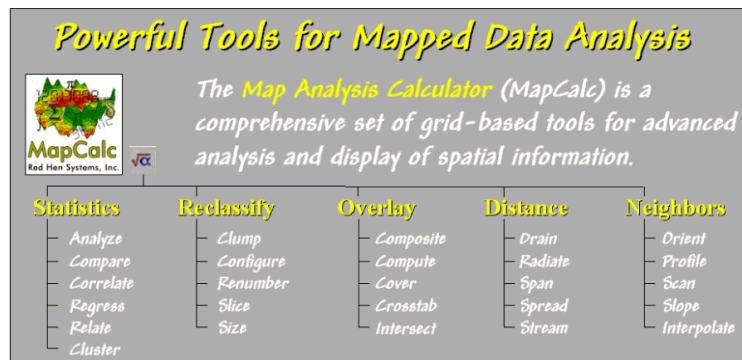 Powerful Tools for Mapped Data Analysis
The Map Analysis Calculator (MapCalc) is a
comprehensive set of grid-based tools for advanced
analysis and display of spatial information.
MapCalc
Red Hen Systems, Inc.
√α
Statistics
Analyze
Compare
Correlate
Regress
Relate
Cluster
Reclassify
Clump
Configure
Renumber
Slice
Size
Overlay
Composite
Compute
Cover
Crosstab
Intersect
Distance
Drain
Radiate
Span
Spread
Stream
Neighbors
Orient
Profile
Scan
Slope
Interpolate